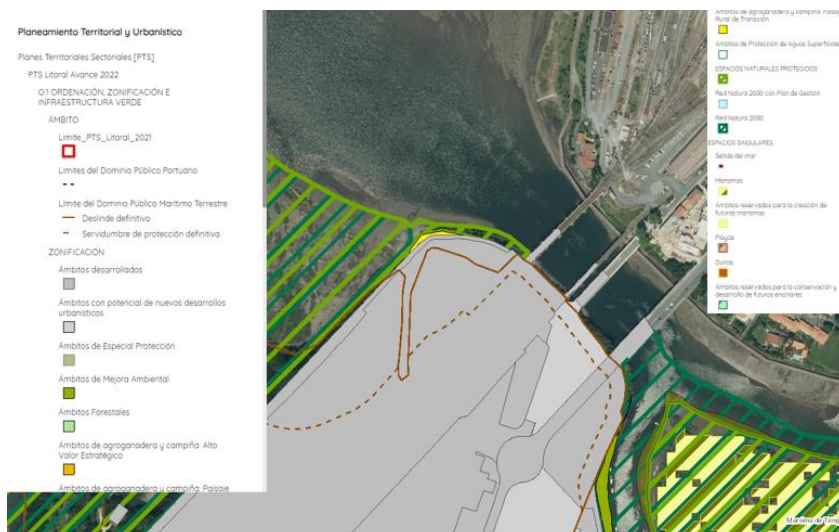 Planeamiento Territorial y Urbanístico
Planes Territoriales Sectoriales [PTS]
PTS Litoral Avance 2022
0.1 ORDENACIÓN, ZONIFICACIÓN E
INFRAESTRUCTURA VERDE
ÁMBITO
Limite_PTS_Litoral_2021
Límites del Dominio Público Portuario
Límite del Dominio Público Marítimo Terrestre
Deslinde definitivo
Servidumbre de protección definitiva
ZONIFICACIÓN
Ámbitos desarrollados
Ámbitos con potencial de nuevos desarrollos
urbanísticos
Ámbitos de Especial Protección
Ámbitos de Mejora Ambiental
Ámbitos Forestales
Ámbitos de agroganadera y campiña. Alto
Valor Estratégico
Ámbitos de agroganadera y campiña. Paisaje
Ámbitos de agroganadera y campiña. Paisaje
Rural de Transición
Ámbitos de Protección de Aguas Superficiales
ESPACIOS NATURALES PROTEGIDOS
Red Natura 2000 con Plan de Gestión
Red Natura 2000
ESPACIOS SINGULARES
Senda del mar
Marismas
Ámbitos reservados para la creación de
futuras marismas
Playas
Dunas
Ámbitos reservados para la conservación y
desarrollo de futuros encinares
Marisma de